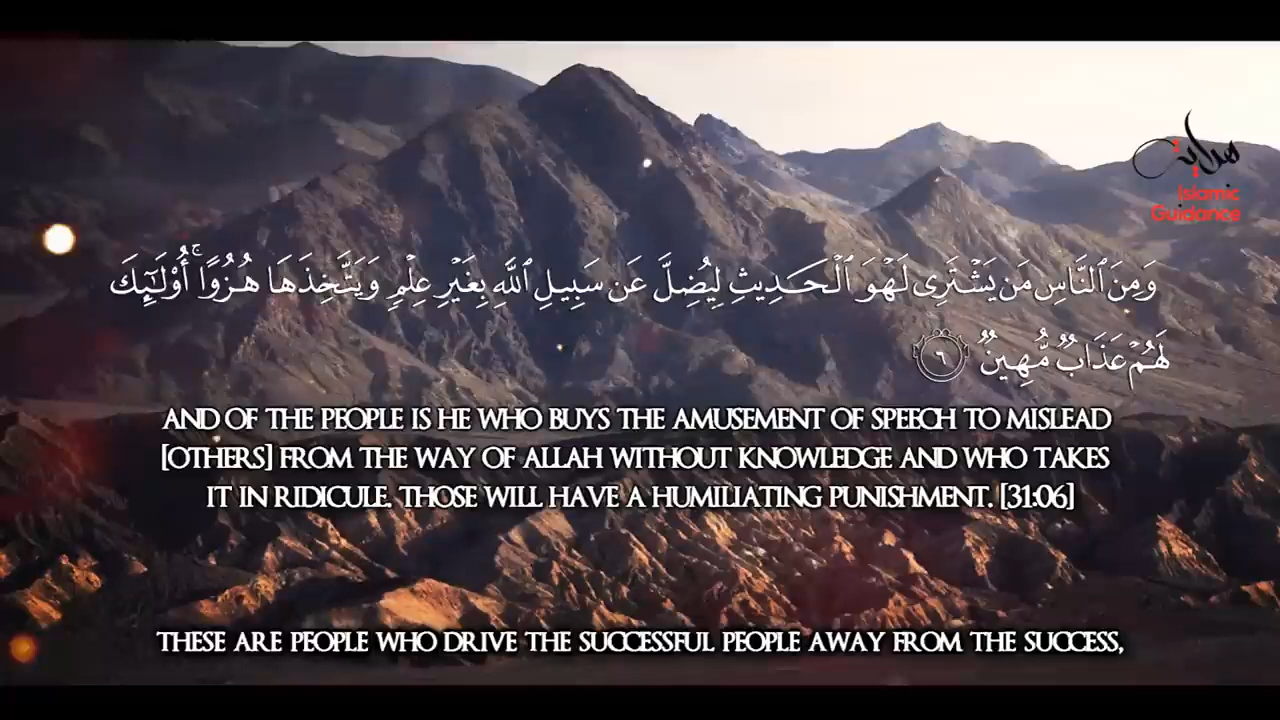 هداية
Islamic
Guidance
وَمِنَ ٱلنَّاسِ مَن يَشۡتَرِى لَهۡوَ ٱلۡحَدِيثِ لِيُضِلَّ عَن سَبِيلِ ٱللَّهِ بِغَيۡرِ عِلۡمٖ وَيَتَّخِذَهَا هُزُوًاۚ أُوْلَـٰٓئِكَ
لَهُمۡ عَذَابٞ مُّهِينٞ ٦
AND OF THE PEOPLE IS HE WHO BUYS THE AMUSEMENT OF SPEECH TO MISLEAD
[OTHERS] FROM THE WAY OF ALLAH WITHOUT KNOWLEDGE AND WHO TAKES
IT IN RIDICULE. THOSE WILL HAVE A HUMILIATING PUNISHMENT. [31:06]
THESE ARE PEOPLE WHO DRIVE THE SUCCESSFUL PEOPLE AWAY FROM THE SUCCESS,